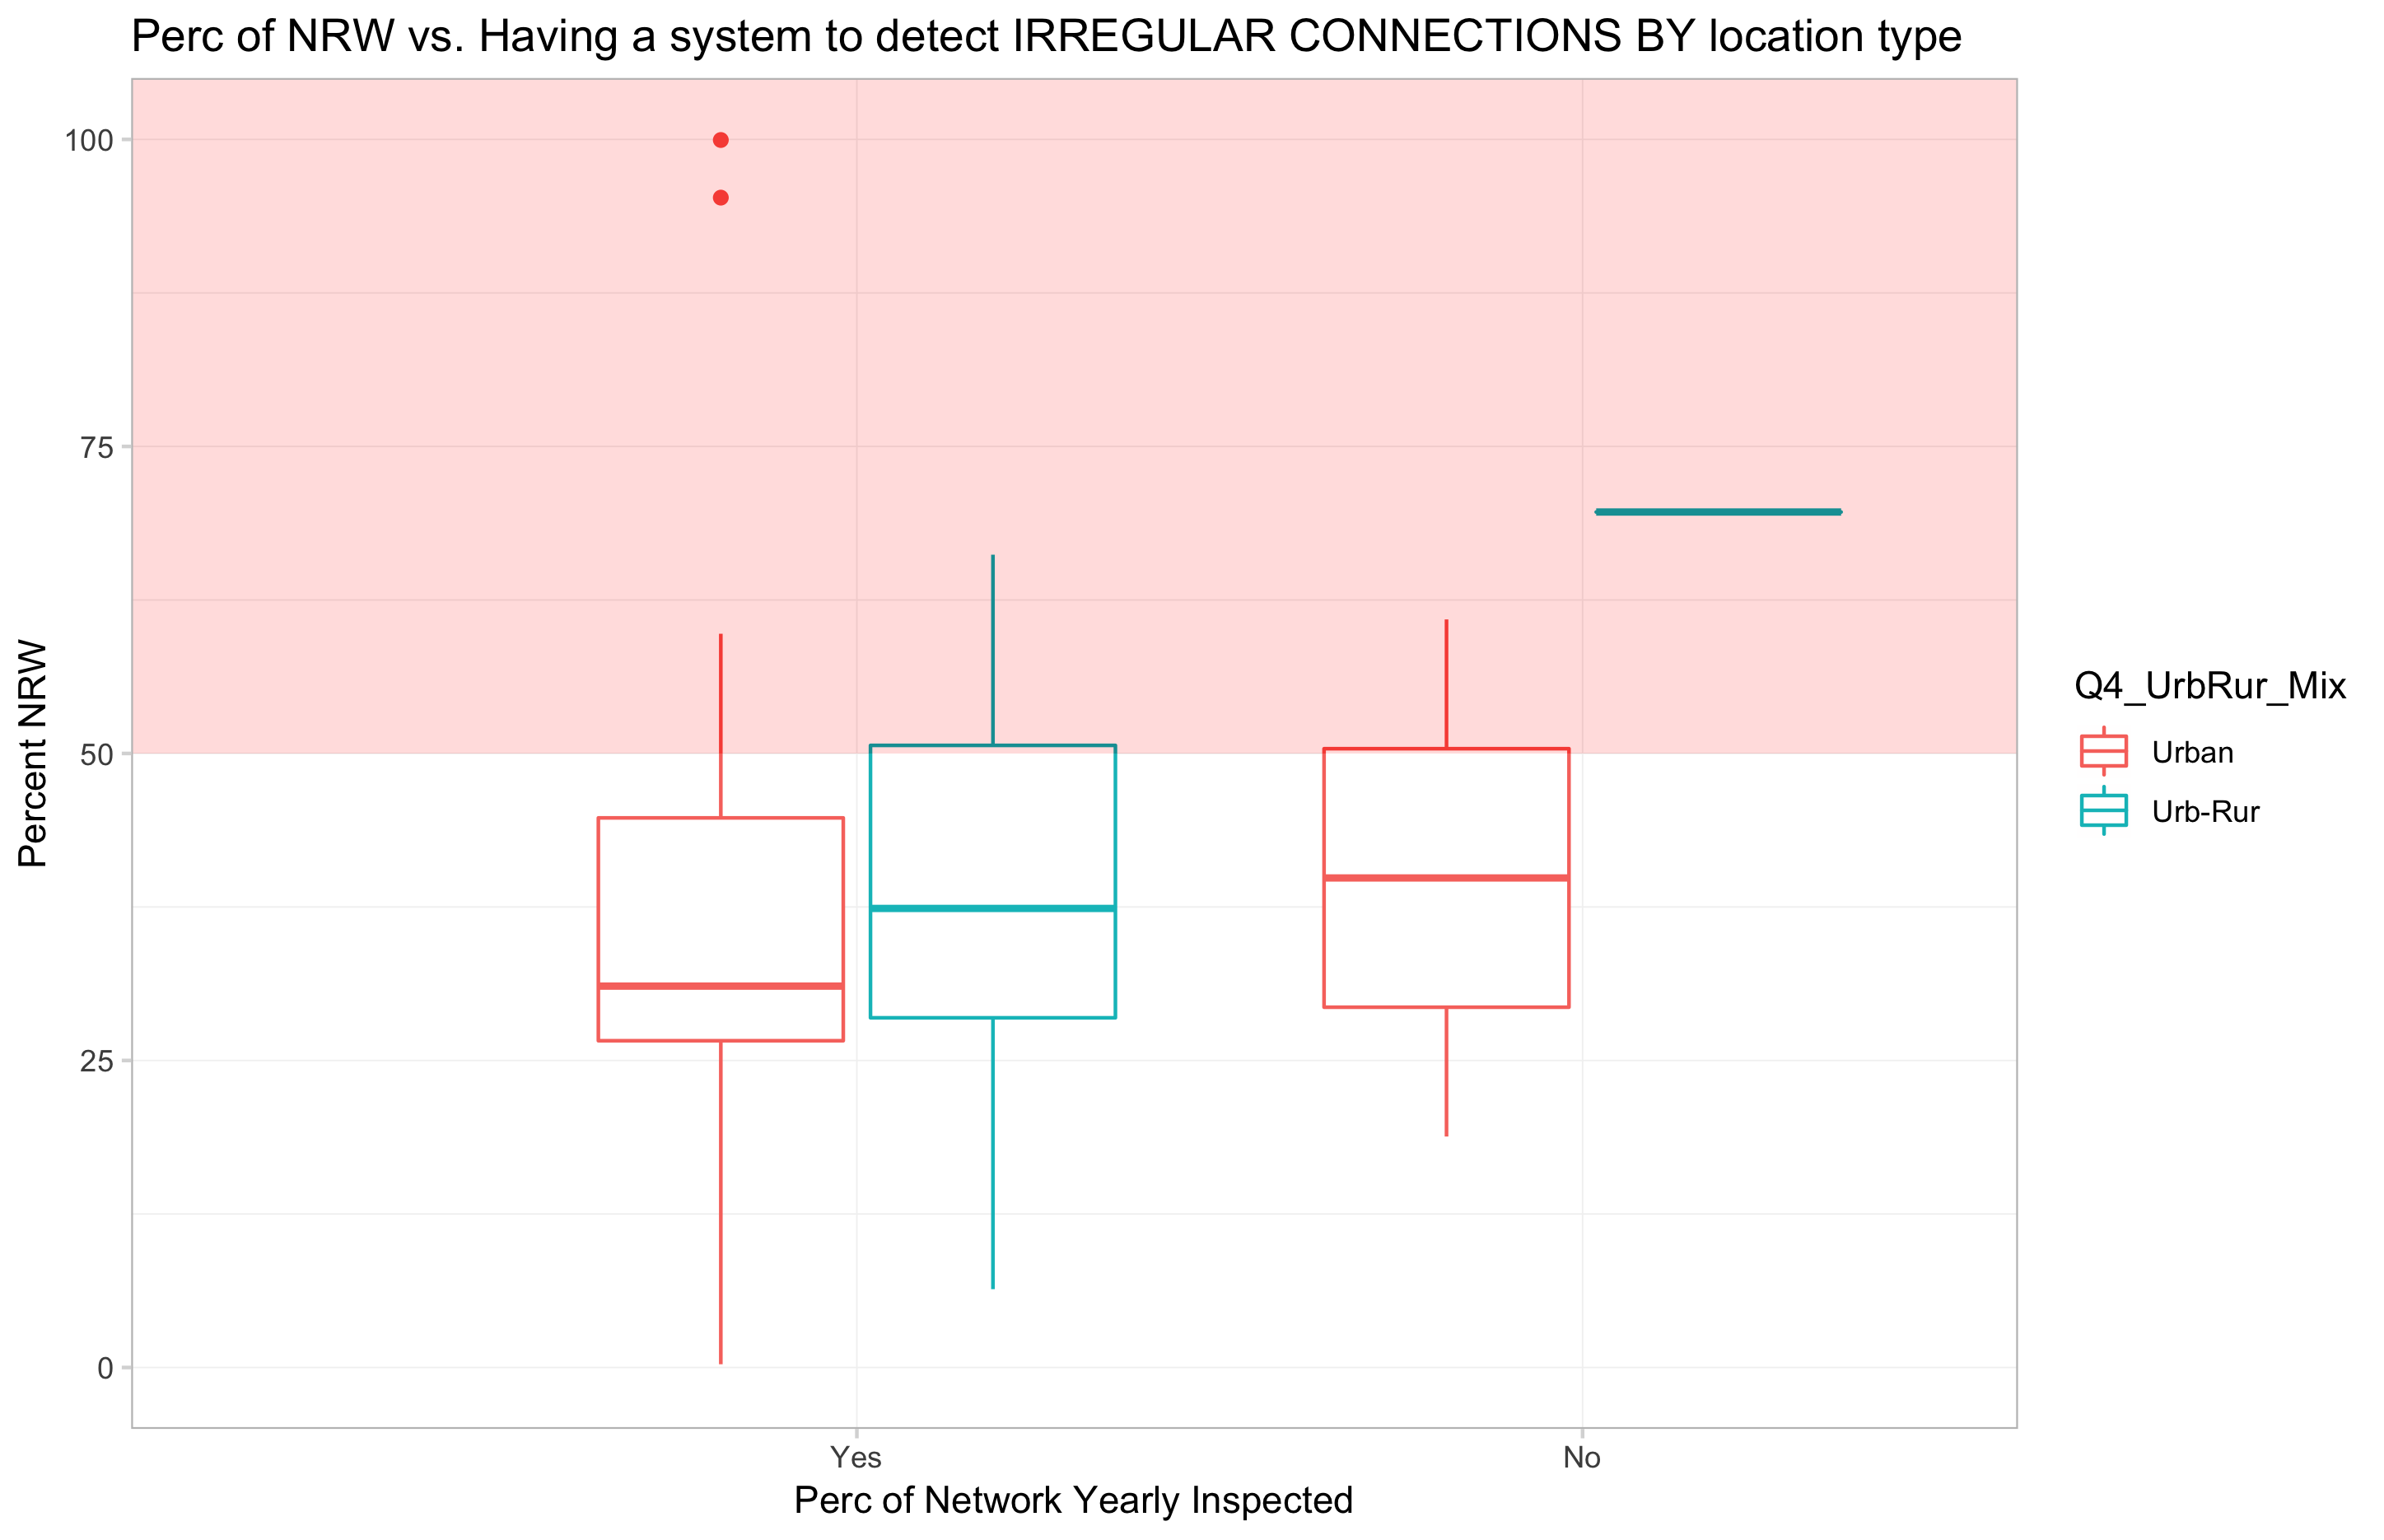 Perc of NRW vs. Having a system to detect IRREGULAR CONNECTIONS BY location type
100
75
50
25
0
Percent NRW
Yes
No
Perc of Network Yearly Inspected
Q4_UrbRur_Mix
Urban
Urb-Rur